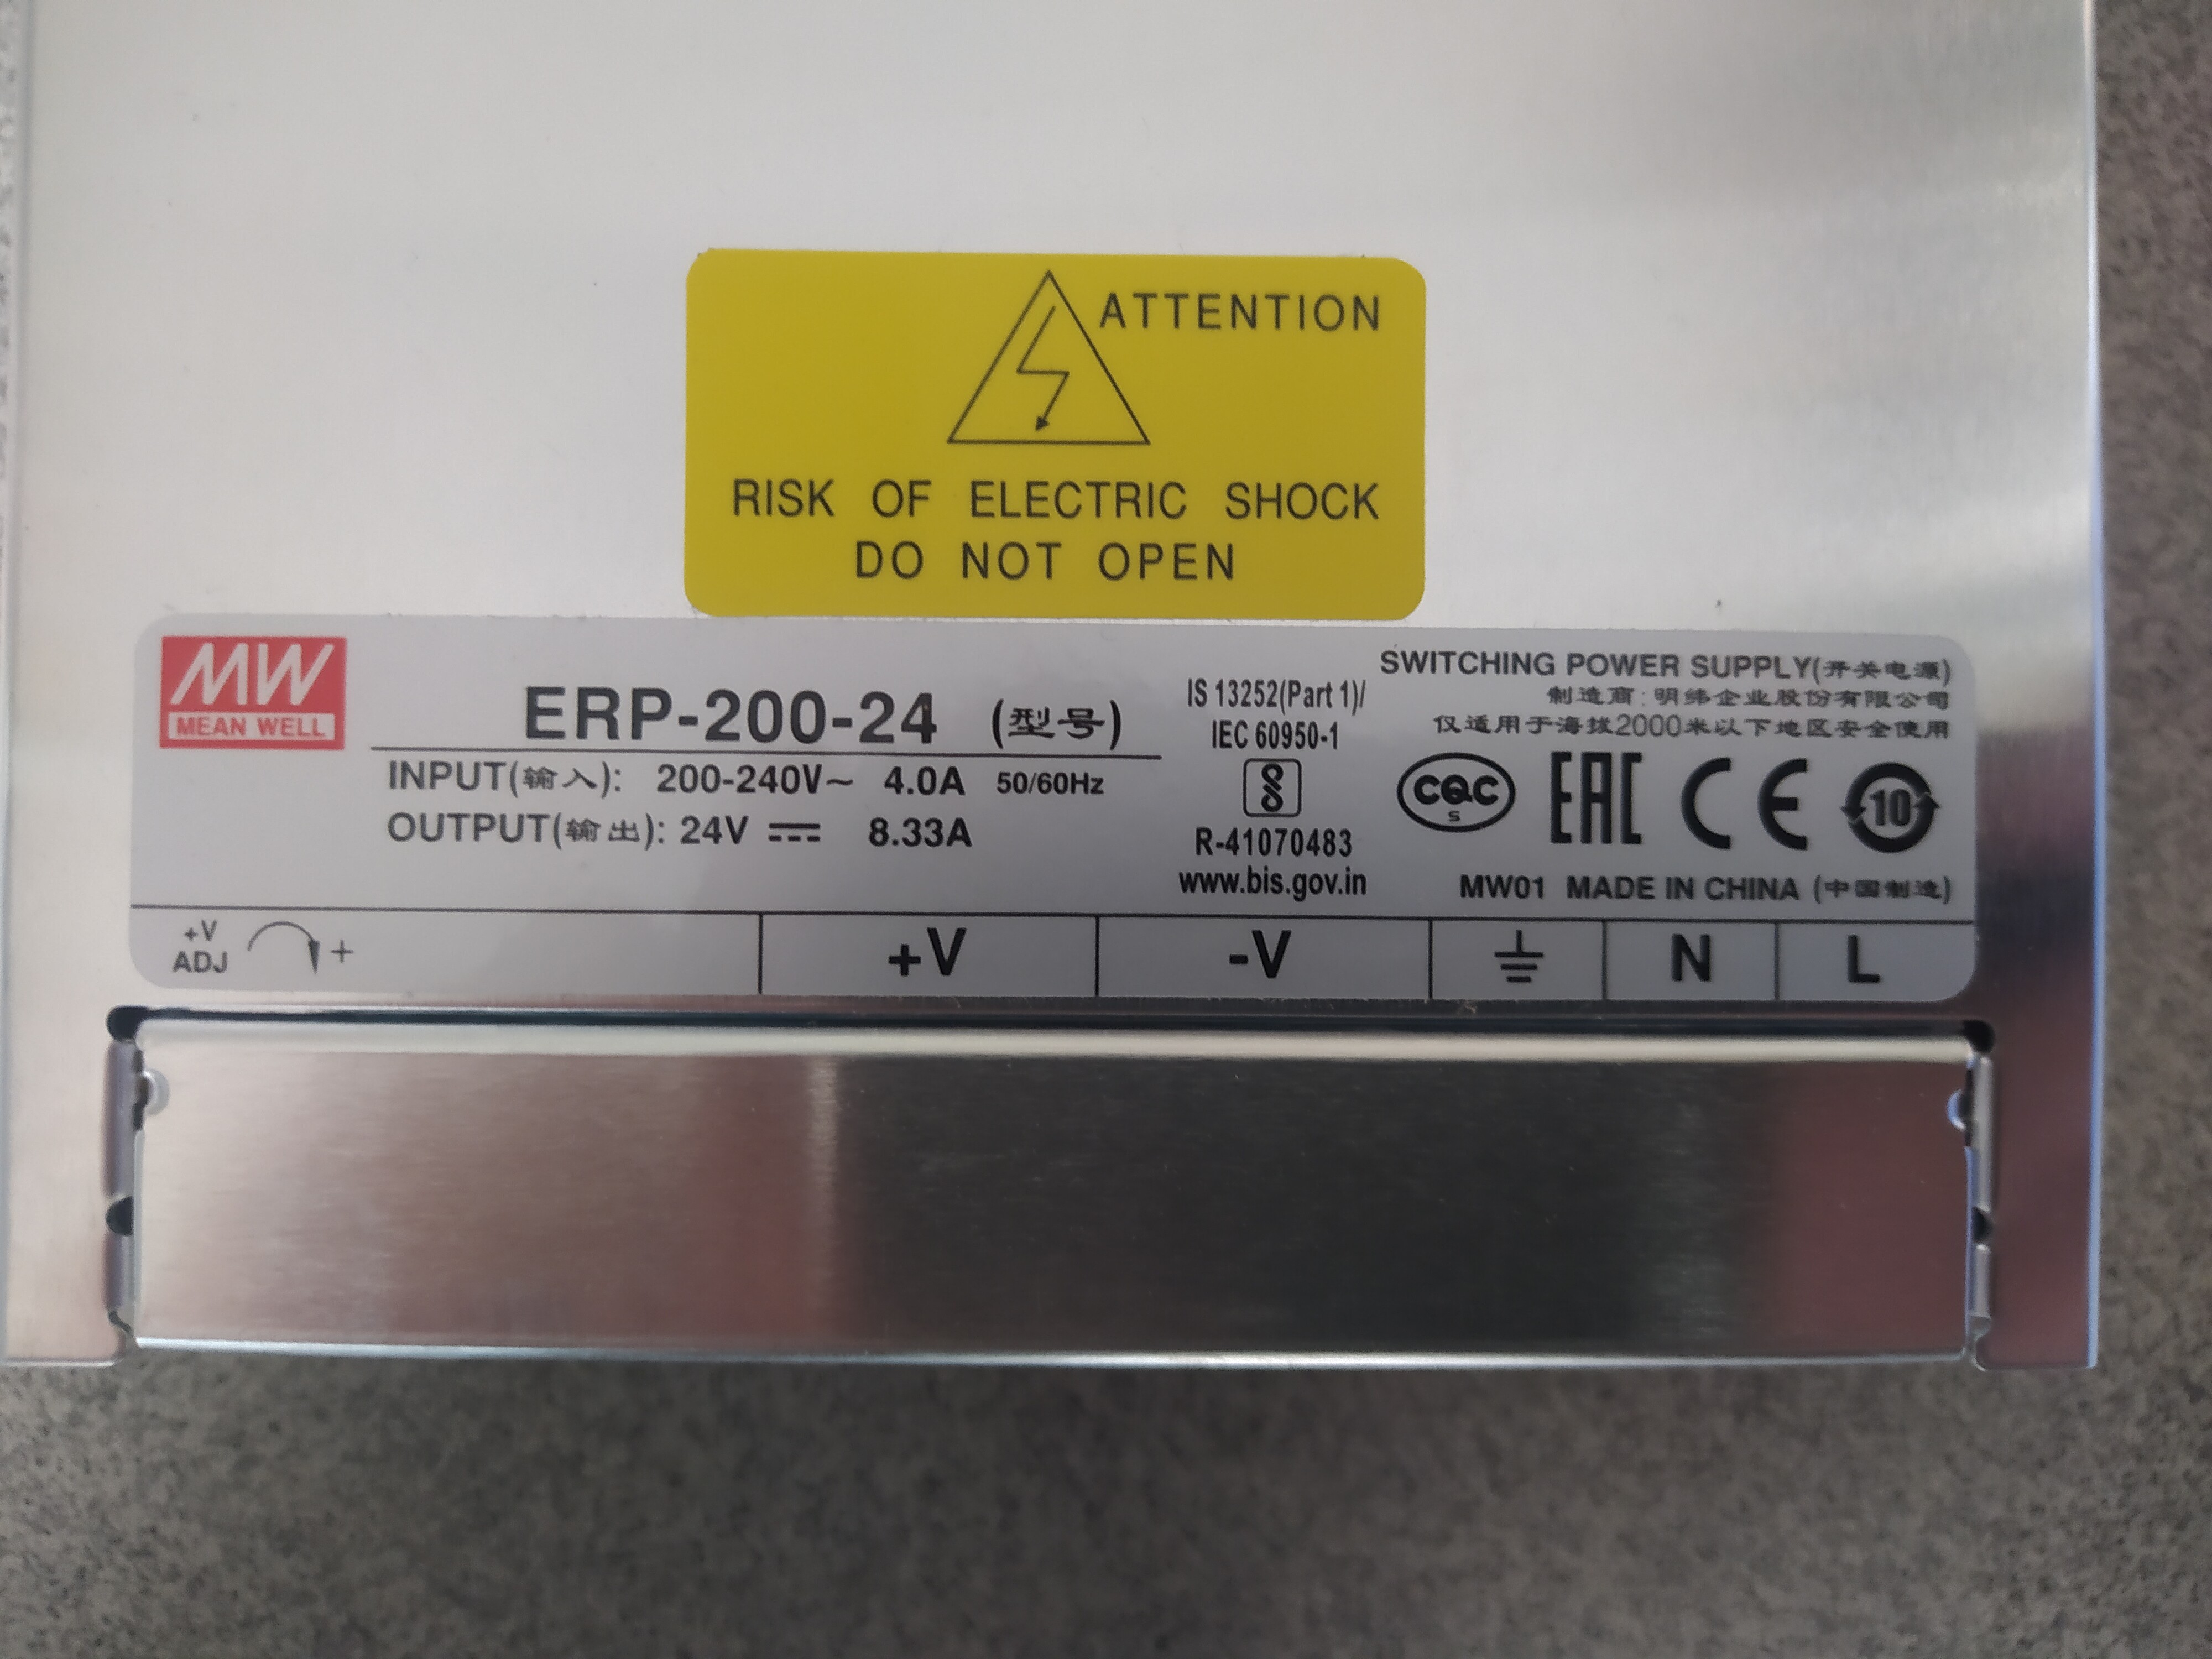 ATTENTION
RISK OF ELECTRIC SHOCK
DO NOT OPEN
MW
MEAN WELL
ERP-200-24 (型号)
INPUT(输入): 200-240V~ 4.0A 50/60Hz
OUTPUT(输出): 24V ⎓ 8.33A
IS 13252(Part 1)/
IEC 60950-1
R-41070483
www.bis.gov.in
SWITCHING POWER SUPPLY(开关电源)
制造商:明纬企业股份有限公司
仅适用于海拔2000米以下地区安全使用
CQC
S
EAC
CE
10
MW01 MADE IN CHINA (中国制造)
+V
ADJ +
+V
-V
N
L